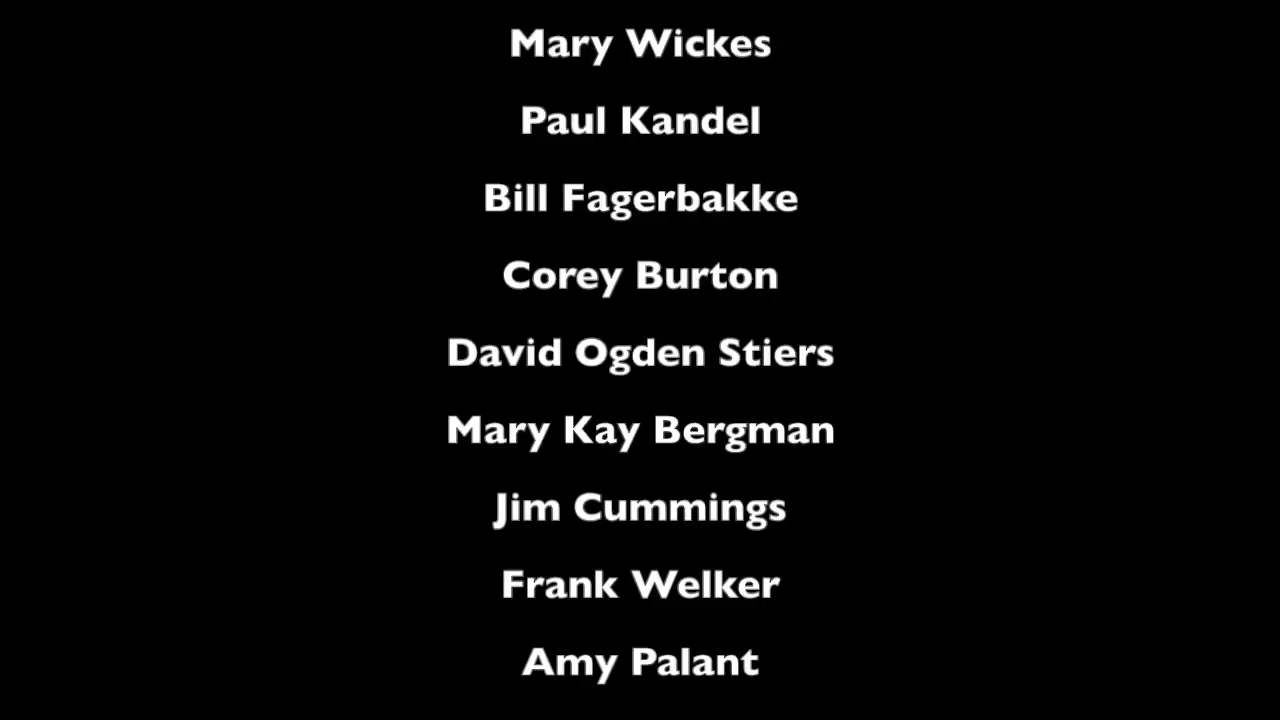 Mary Wickes
Paul Kandel
Bill Fagerbakke
Corey Burton
David Ogden Stiers
Mary Kay Bergman
Jim Cummings
Frank Welker
Amy Palant